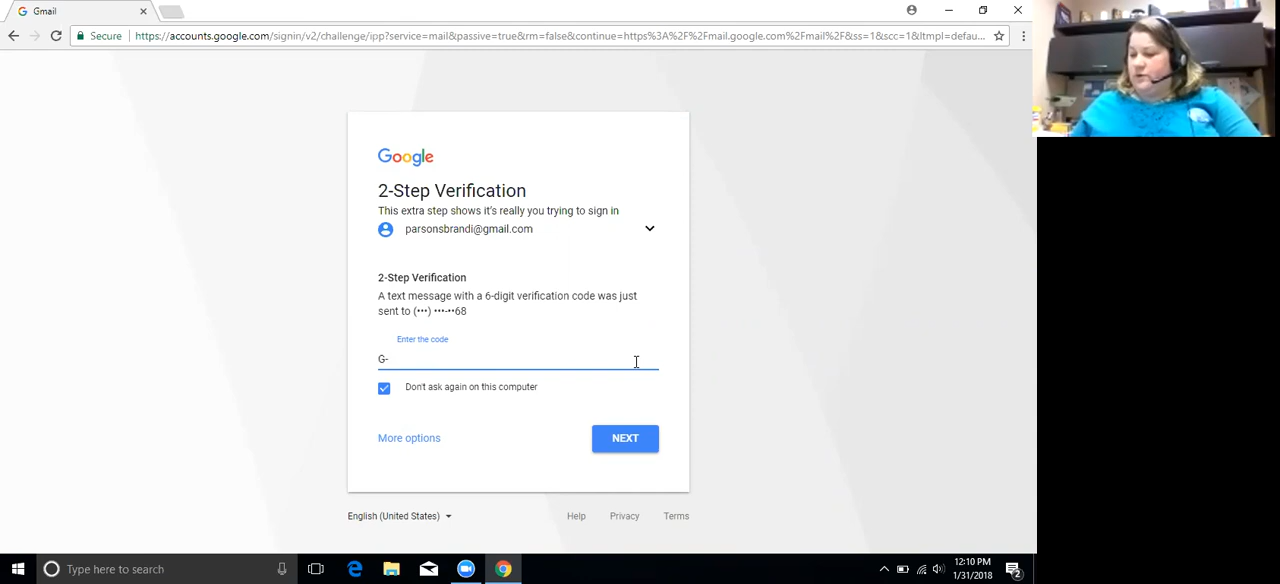 Gmail
Secure
https://accounts.google.com/signin/v2/challenge/ipp?service=mail&passive=true&rm=false&continue=https%3A%2F%2Fmail.google.com%2Fmail%2F&ss=1&scc=1&ltmpl=defau...
Google
2-Step Verification
This extra step shows it's really you trying to sign in
parsonsbrandi@gmail.com
2-Step Verification
A text message with a 6-digit verification code was just
sent to (•••) •••-••68
Enter the code
G-
Don't ask again on this computer
More options
NEXT
English (United States)
Help
Privacy
Terms
Type here to search
12:10 PM
1/31/2018
2